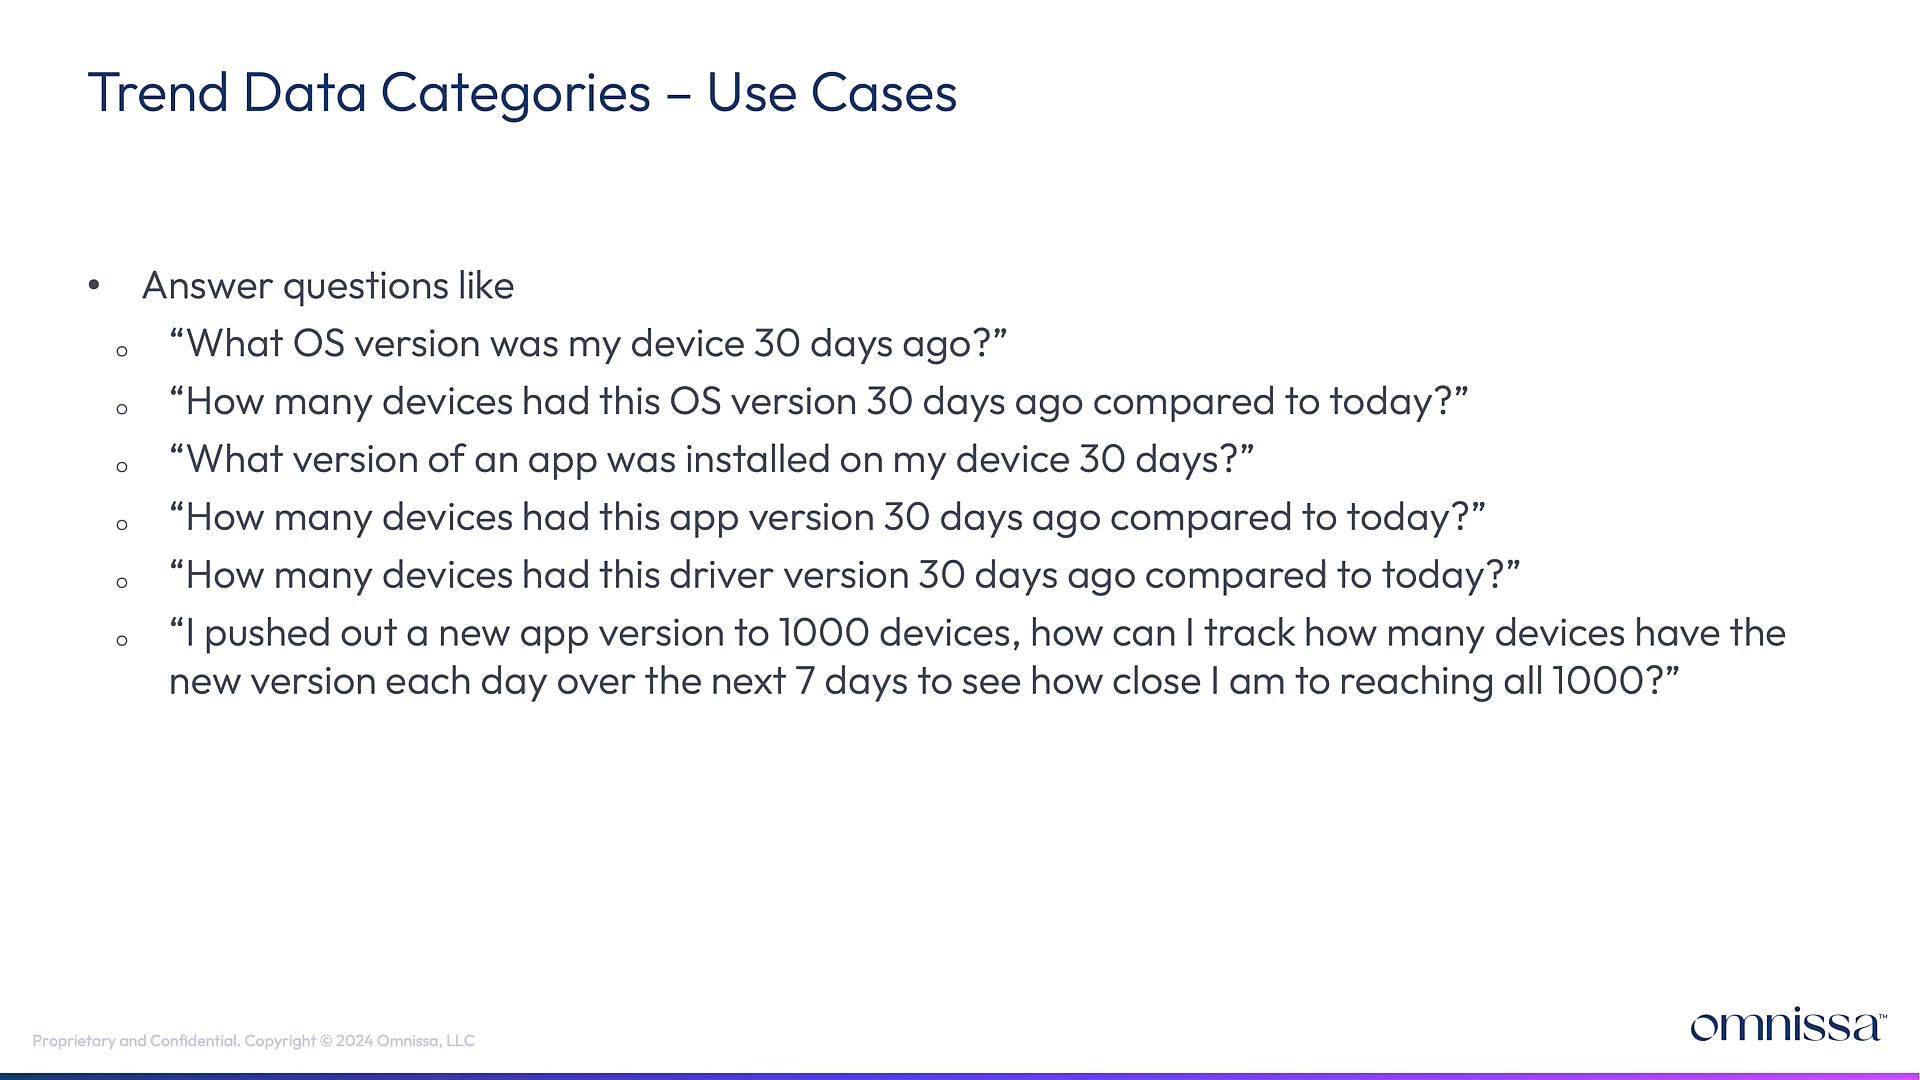 Trend Data Categories – Use Cases
• Answer questions like
○ “What OS version was my device 30 days ago?”
○ “How many devices had this OS version 30 days ago compared to today?”
○ “What version of an app was installed on my device 30 days?”
○ “How many devices had this app version 30 days ago compared to today?”
○ “How many devices had this driver version 30 days ago compared to today?”
○ “I pushed out a new app version to 1000 devices, how can I track how many devices have the
new version each day over the next 7 days to see how close I am to reaching all 1000?”
Proprietary and Confidential. Copyright © 2024 Omnissa, LLC
omnissa™